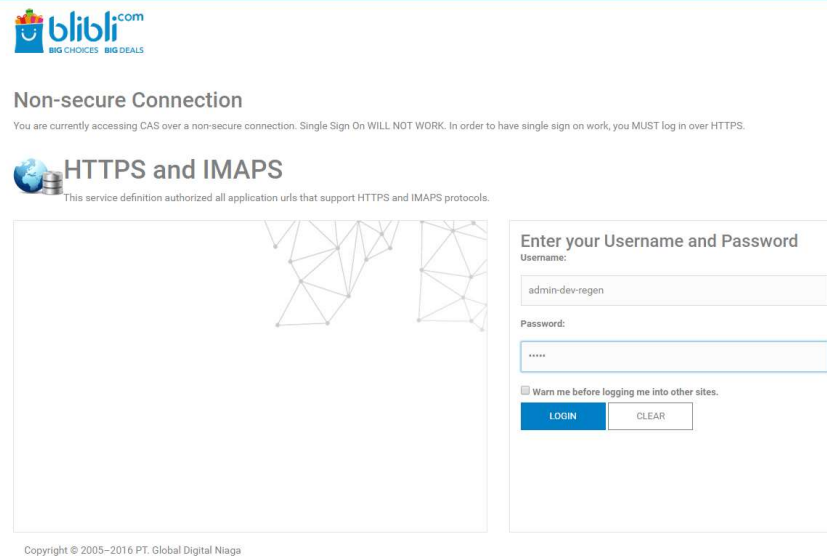 blibli.com
BIG CHOICES BIG DEALS
Non-secure Connection
You are currently accessing CAS over a non-secure connection. Single Sign On WILL NOT WORK. In order to have single sign on work, you MUST log in over HTTPS.
HTTPS and IMAPS
This service definition authorized all application urls that support HTTPS and IMAPS protocols.
Enter your Username and Password
Username:
admin-dev-regen
Password:
•••••
Warn me before logging me into other sites.
LOGIN CLEAR
Copyright © 2005–2016 PT. Global Digital Niaga